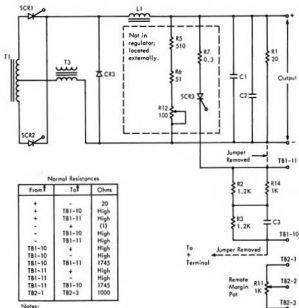 SCR1
L1
+
Not in
regulator;
located
externally.
R5
510
R7
0.3
R1
20
T1
T3
CR3
R6
51
C1
C2
Output
R12
100
SCR3
SCR2
-
Jumper
Removed
TB1-11
R2
1.2K
R14
1K
R3
1.2K
C3
TB1-10
To
+
Terminal
Jumper Removed
TB2-1
Remote
Margin
Pot
R11
1K
TB2-2
TB2-3
Normal Resistances
From To Ohms
+ - 20
+ TB1-10 High
+ TB1-11 High
- + (1)
- TB1-10 High
- TB1-11 High
TB1-10 + High
TB1-10 - High
TB1-10 TB1-11 1745
TB1-11 + High
TB1-11 - High
TB1-11 TB1-10 1745
TB2-1 TB2-3 1000
Notes: